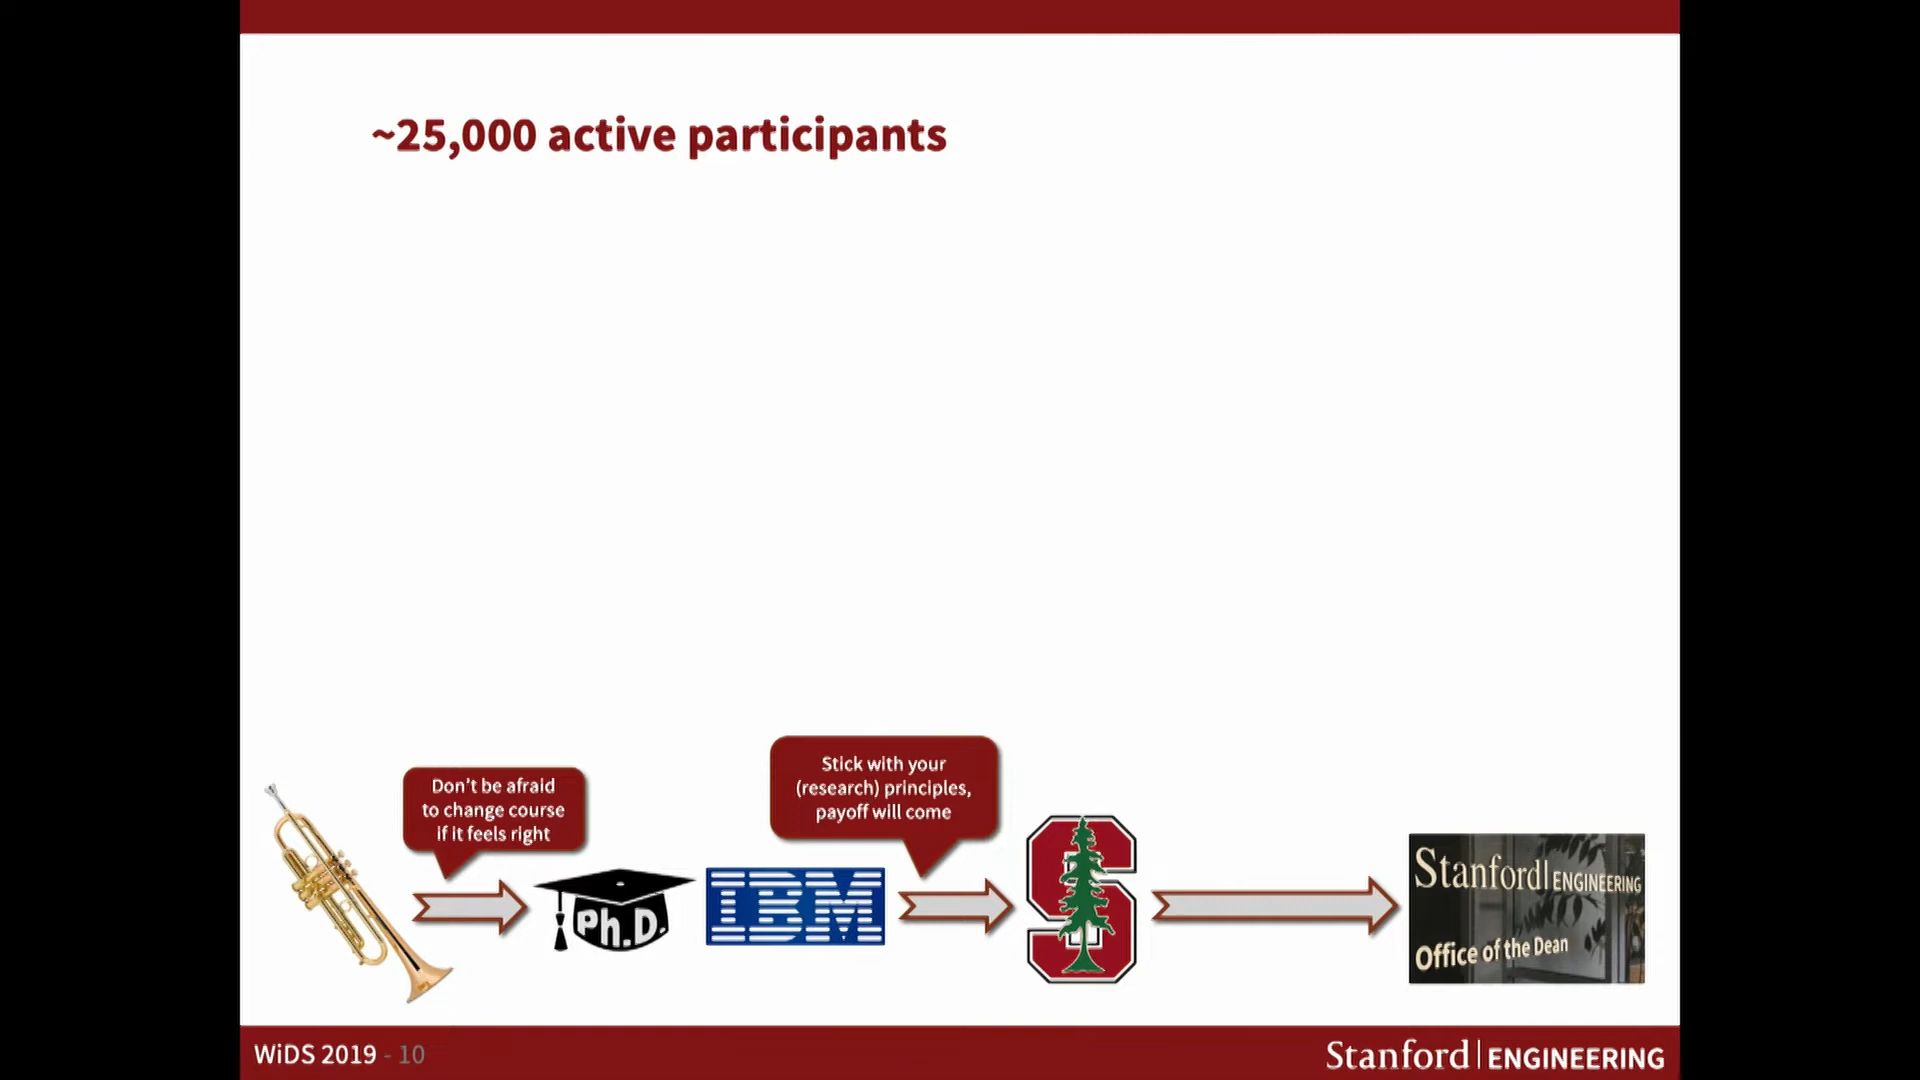 ~25,000 active participants
Don't be afraid
to change course
if it feels right
Stick with your
(research) principles,
payoff will come
Ph.D.
IBM
S
Stanford | ENGINEERING
Office of the Dean
WiDS 2019 - 10
Stanford | ENGINEERING